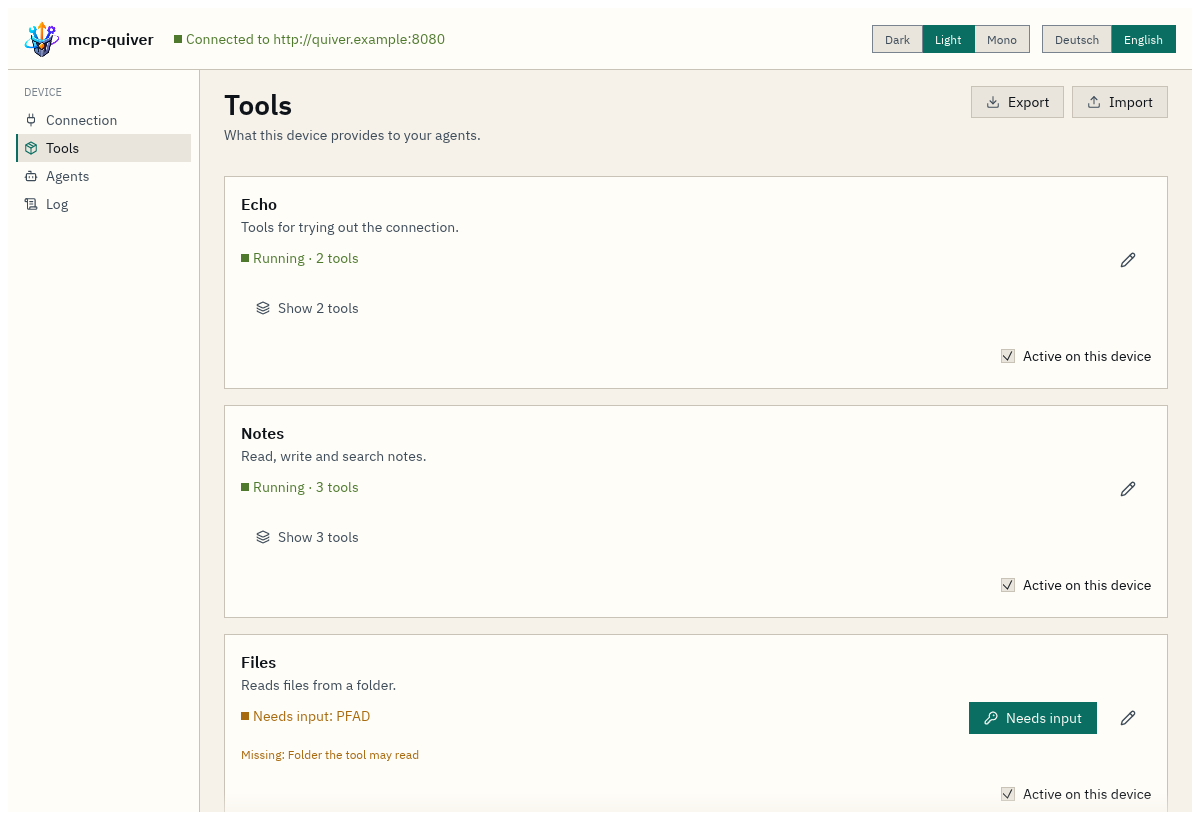 mcp-quiver
Connected to http://quiver.example:8080
Dark Light Mono
Deutsch English
DEVICE
Connection
Tools
Agents
Log
Tools
What this device provides to your agents.
Export
Import
Echo
Tools for trying out the connection.
Running · 2 tools
Show 2 tools
Active on this device
Notes
Read, write and search notes.
Running · 3 tools
Show 3 tools
Active on this device
Files
Reads files from a folder.
Needs input: PFAD
Needs input
Missing: Folder the tool may read
Active on this device